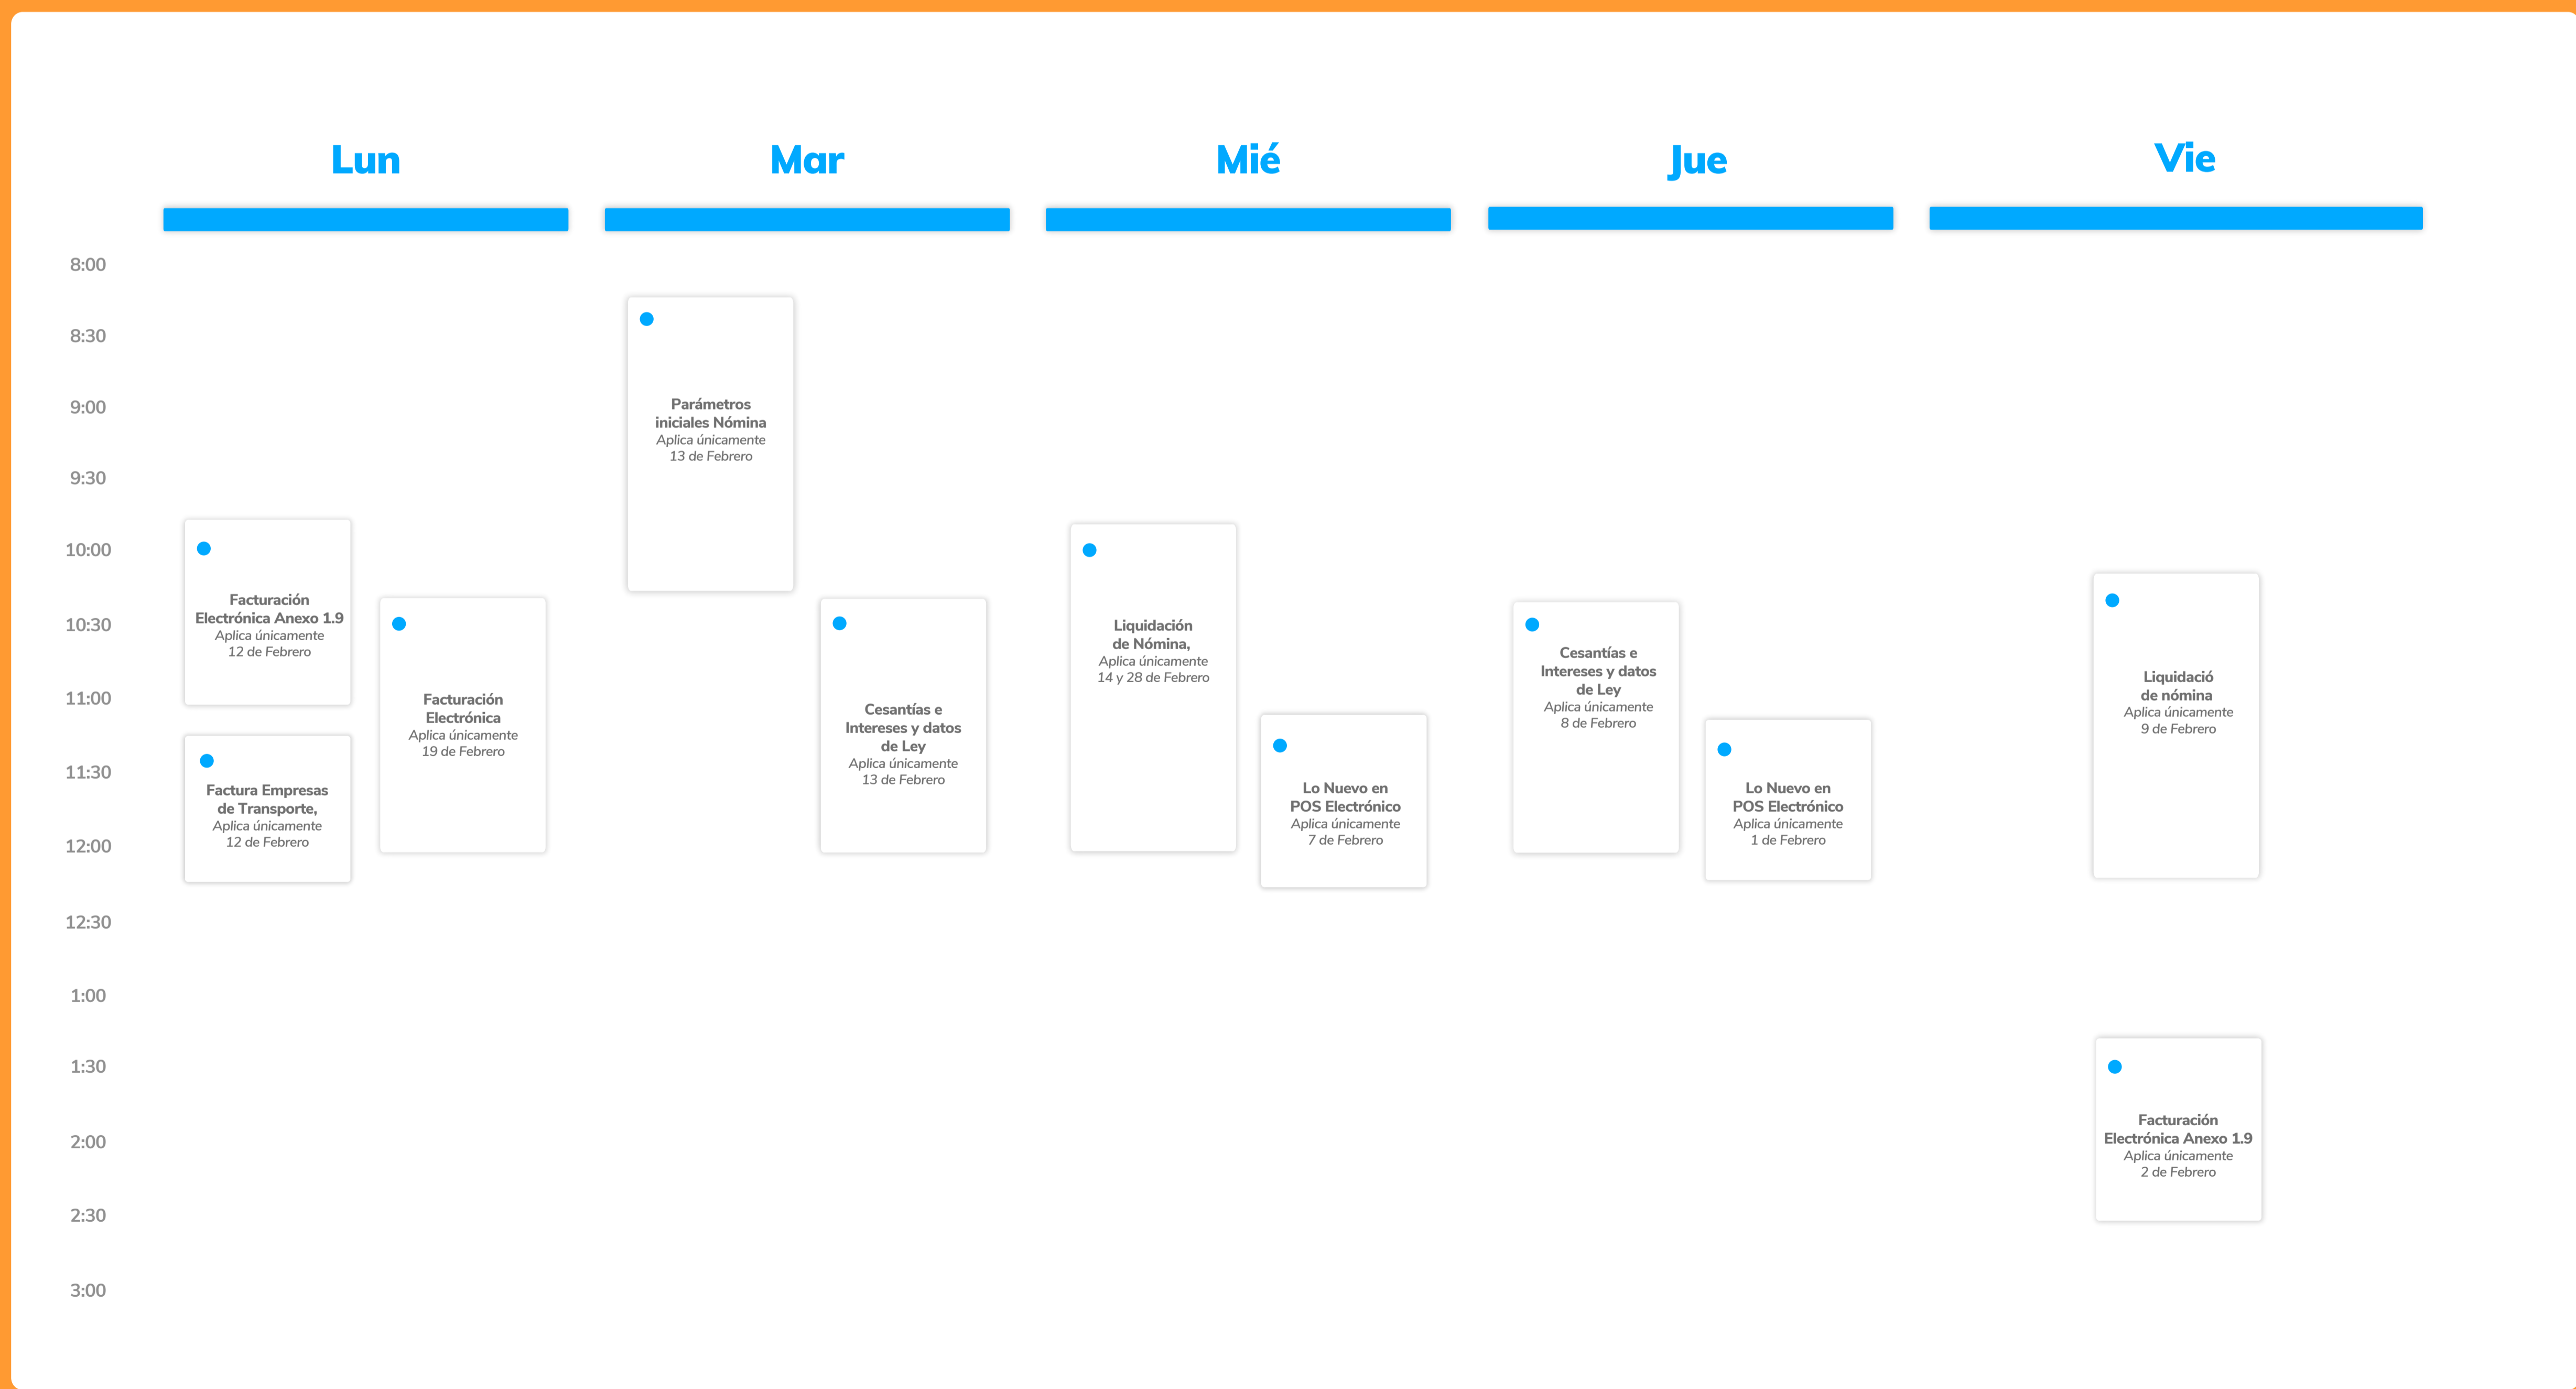 Lun
Mar
Mié
Jue
Vie
8:00
8:30
9:00
9:30
10:00
10:30
11:00
11:30
12:00
12:30
1:00
1:30
2:00
2:30
3:00
Facturación
Electrónica Anexo 1.9
Aplica únicamente
12 de Febrero
Factura Empresas
de Transporte,
Aplica únicamente
12 de Febrero
Facturación
Electrónica
Aplica únicamente
19 de Febrero
Parámetros
iniciales Nómina
Aplica únicamente
13 de Febrero
Cesantías e
Intereses y datos
de Ley
Aplica únicamente
13 de Febrero
Liquidación
de Nómina,
Aplica únicamente
14 y 28 de Febrero
Lo Nuevo en
POS Electrónico
Aplica únicamente
7 de Febrero
Cesantías e
Intereses y datos
de Ley
Aplica únicamente
8 de Febrero
Lo Nuevo en
POS Electrónico
Aplica únicamente
1 de Febrero
Liquidació
de nómina
Aplica únicamente
9 de Febrero
Facturación
Electrónica Anexo 1.9
Aplica únicamente
2 de Febrero